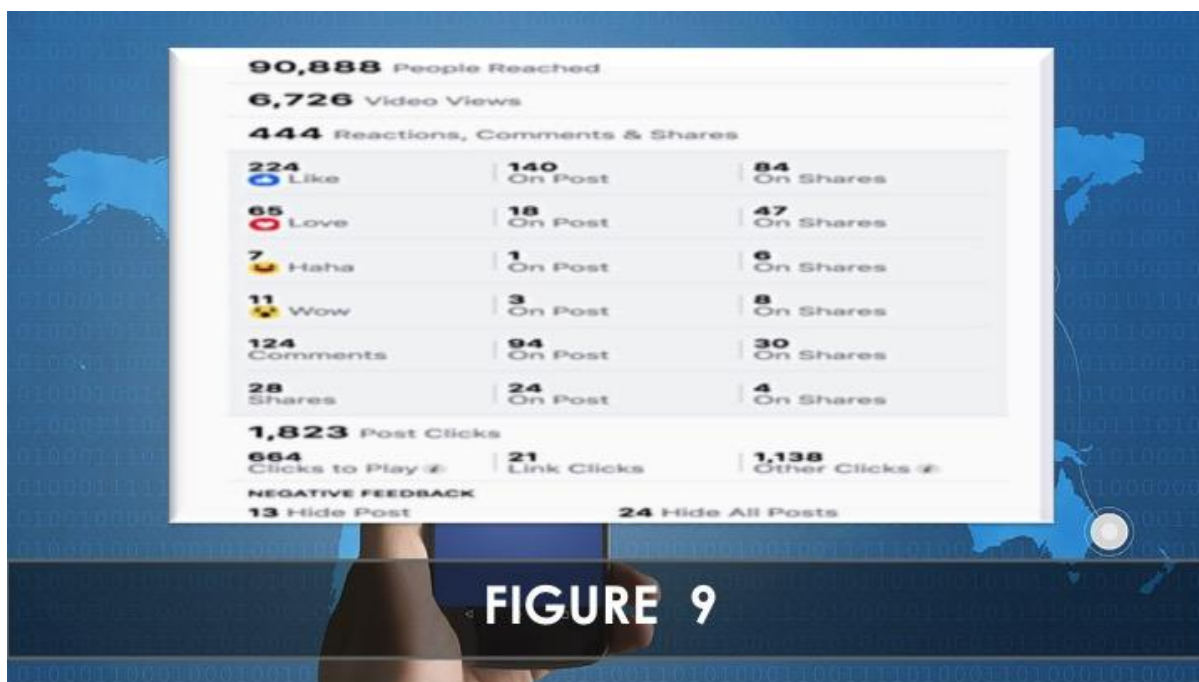 90,888 People Reached
6,726 Video Views
444 Reactions, Comments & Shares
224 140 84
Like On Post On Shares
65 18 47
Love On Post On Shares
7 1 6
Haha On Post On Shares
11 3 8
Wow On Post On Shares
124 94 30
Comments On Post On Shares
28 24 4
Shares On Post On Shares
1,823 Post Clicks
664 21 1,138
Clicks to Play Link Clicks Other Clicks
NEGATIVE FEEDBACK
13 Hide Post 24 Hide All Posts
FIGURE 9